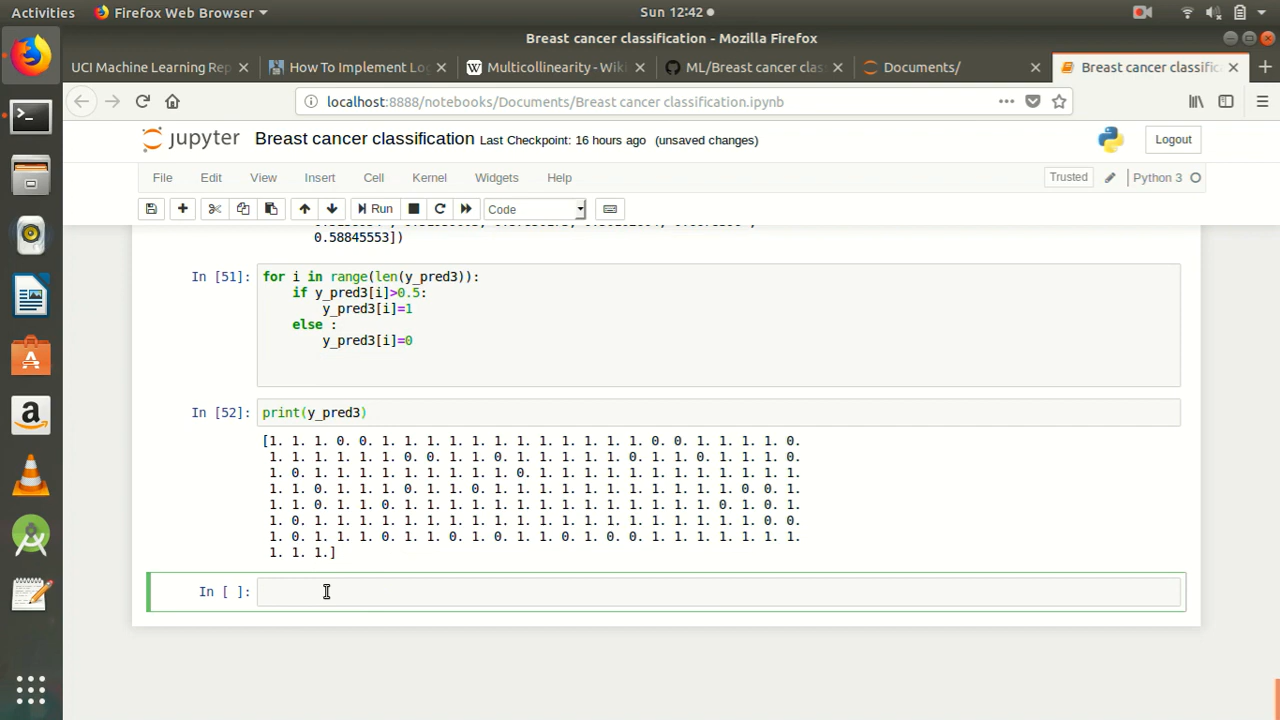 Activities Firefox Web Browser Sun 12:42
Breast cancer classification - Mozilla Firefox
UCI Machine Learning Rep How To Implement Lo Multicollinearity - Wiki ML/Breast cancer clas Documents/ Breast cancer classific
localhost:8888/notebooks/Documents/Breast cancer classification.ipynb
jupyter Breast cancer classification Last Checkpoint: 16 hours ago (unsaved changes) Logout
File Edit View Insert Cell Kernel Widgets Help Trusted Python 3
Run Code
0.58845553])
In [51]: for i in range(len(y_pred3)):
if y_pred3[i]>0.5:
y_pred3[i]=1
else :
y_pred3[i]=0
In [52]: print(y_pred3)
[1. 1. 1. 0. 0. 1. 1. 1. 1. 1. 1. 1. 1. 1. 1. 1. 1. 0. 0. 1. 1. 1. 1. 0.
1. 1. 1. 1. 1. 1. 0. 0. 1. 1. 0. 1. 1. 1. 1. 1. 0. 1. 1. 0. 1. 1. 1. 0.
1. 0. 1. 1. 1. 1. 1. 1. 1. 1. 1. 0. 1. 1. 1. 1. 1. 1. 1. 1. 1. 1. 1. 1.
1. 1. 0. 1. 1. 1. 0. 1. 1. 0. 1. 1. 1. 1. 1. 1. 1. 1. 1. 1. 1. 0. 0. 1.
1. 1. 0. 1. 1. 0. 1. 1. 1. 1. 1. 1. 1. 1. 1. 1. 1. 1. 1. 1. 0. 1. 0. 1.
1. 0. 1. 1. 1. 1. 1. 1. 1. 1. 1. 1. 1. 1. 1. 1. 1. 1. 1. 1. 1. 1. 0. 0.
1. 0. 1. 1. 1. 0. 1. 1. 0. 1. 0. 1. 1. 0. 1. 0. 0. 1. 1. 1. 1. 1. 1. 1.
1. 1. 1.]
In [ ]: